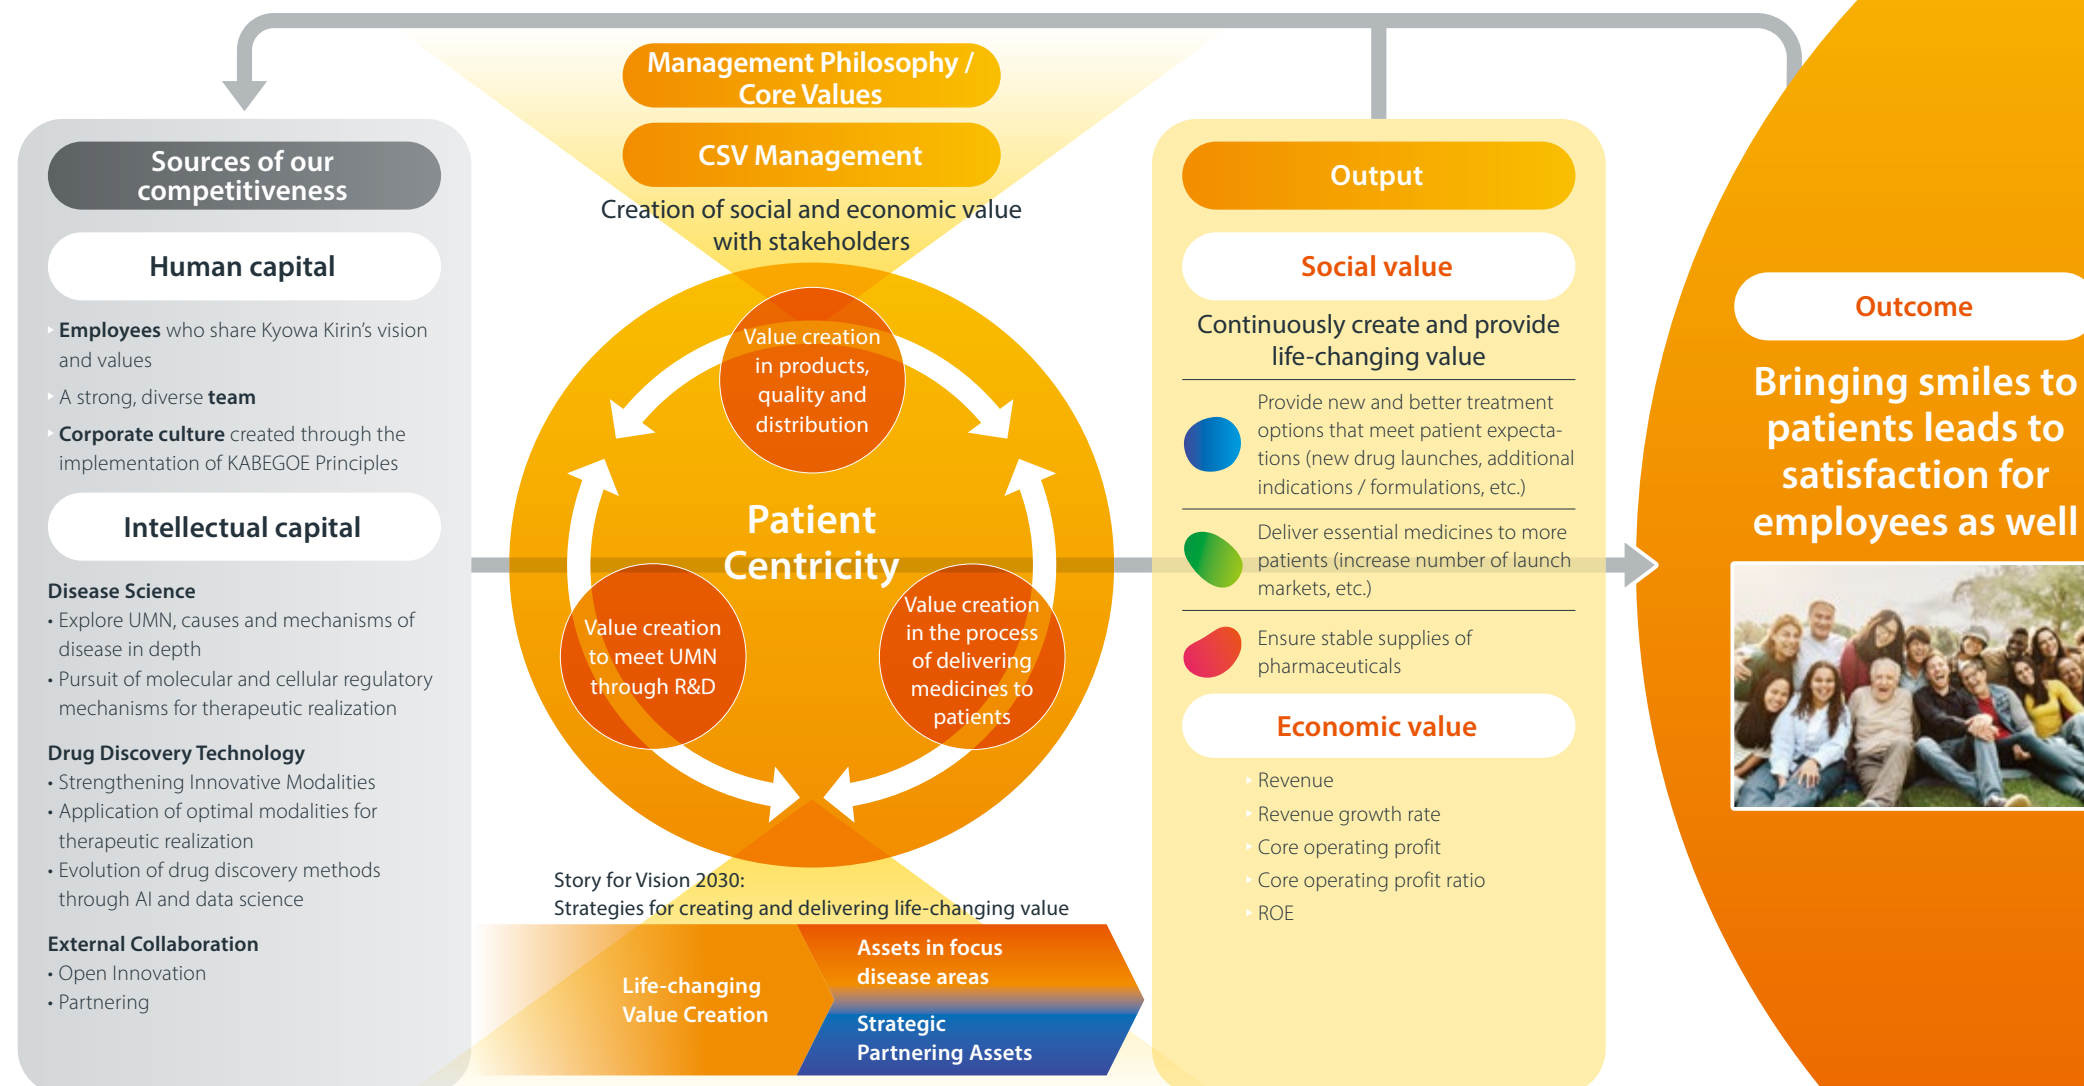 Management Philosophy /
Core Values
CSV Management
Creation of social and economic value
with stakeholders
Sources of our
competitiveness
Human capital
Employees who share Kyowa Kirin's vision
and values
A strong, diverse team
Corporate culture created through the
implementation of KABEGOE Principles
Intellectual capital
Disease Science
• Explore UMN, causes and mechanisms of
disease in depth
• Pursuit of molecular and cellular regulatory
mechanisms for therapeutic realization
Drug Discovery Technology
• Strengthening Innovative Modalities
• Application of optimal modalities for
therapeutic realization
• Evolution of drug discovery methods
through AI and data science
External Collaboration
• Open Innovation
• Partnering
Value creation
in products,
quality and
distribution
Patient
Centricity
Value creation
to meet UMN
through R&D
Value creation
in the process
of delivering
medicines to
patients
Story for Vision 2030:
Strategies for creating and delivering life-changing value
Life-changing
Value Creation
Assets in focus
disease areas
Strategic
Partnering Assets
Output
Social value
Continuously create and provide
life-changing value
Provide new and better treatment
options that meet patient expecta-
tions (new drug launches, additional
indications / formulations, etc.)
Deliver essential medicines to more
patients (increase number of launch
markets, etc.)
Ensure stable supplies of
pharmaceuticals
Economic value
Revenue
Revenue growth rate
Core operating profit
Core operating profit ratio
ROE
Outcome
Bringing smiles to
patients leads to
satisfaction for
employees as well